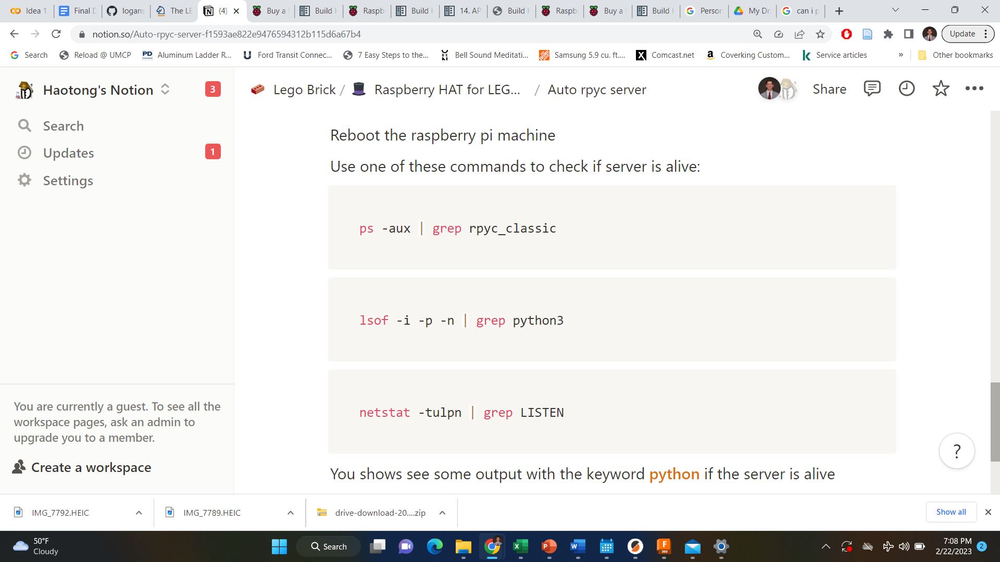 Idea 1
Final D
logans
The LE
(4)
Buy a
Build H
Raspb
Build H
14. AP
Build H
Raspb
Buy a
Build H
Person
My Dri
can i p
notion.so/Auto-rpyc-server-f1593ae822e9476594312b115d6a67b4
Update
Search
Reload @ UMCP
PD
Aluminum Ladder R...
Ford Transit Connec...
7 Easy Steps to the...
Bell Sound Meditati...
Samsung 5.9 cu. ft....
Comcast.net
Coverking Custom...
Service articles
»
Other bookmarks
Haotong's Notion
3
Lego Brick / Raspberry HAT for LEG... / Auto rpyc server
Share
Search
Updates
1
Settings
Reboot the raspberry pi machine
Use one of these commands to check if server is alive:
ps -aux | grep rpyc_classic
lsof -i -p -n | grep python3
netstat -tulpn | grep LISTEN
You shows see some output with the keyword python if the server is alive
You are currently a guest. To see all the
workspace pages, ask an admin to
upgrade you to a member.
Create a workspace
?
IMG_7792.HEIC
IMG_7789.HEIC
drive-download-20....zip
Show all
50°F
Cloudy
Search
7:08 PM
2/22/2023
2